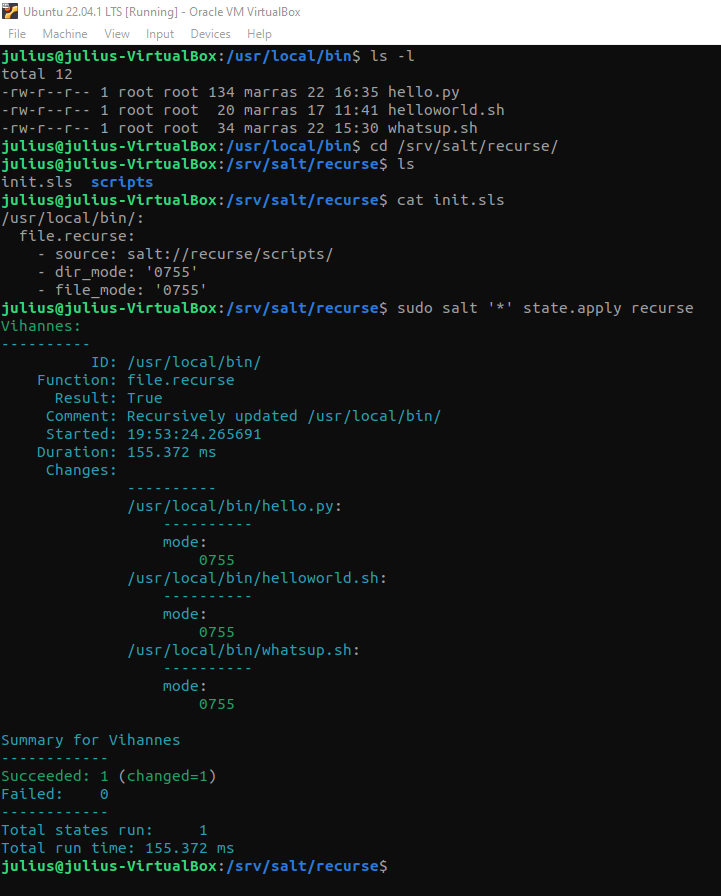 Ubuntu 22.04.1 LTS [Running] - Oracle VM VirtualBox
File Machine View Input Devices Help
julius@julius-VirtualBox:/usr/local/bin$ ls -l
total 12
-rw-r--r-- 1 root root 134 marras 22 16:35 hello.py
-rw-r--r-- 1 root root  20 marras 17 11:41 helloworld.sh
-rw-r--r-- 1 root root  34 marras 22 15:30 whatsup.sh
julius@julius-VirtualBox:/usr/local/bin$ cd /srv/salt/recurse/
julius@julius-VirtualBox:/srv/salt/recurse$ ls
init.sls  scripts
julius@julius-VirtualBox:/srv/salt/recurse$ cat init.sls
/usr/local/bin/:
  file.recurse:
    - source: salt://recurse/scripts/
    - dir_mode: '0755'
    - file_mode: '0755'
julius@julius-VirtualBox:/srv/salt/recurse$ sudo salt '*' state.apply recurse
Vihannes:
----------
          ID: /usr/local/bin/
    Function: file.recurse
      Result: True
     Comment: Recursively updated /usr/local/bin/
     Started: 19:53:24.265691
    Duration: 155.372 ms
     Changes:
              ----------
              /usr/local/bin/hello.py:
                  ----------
                  mode:
                      0755
              /usr/local/bin/helloworld.sh:
                  ----------
                  mode:
                      0755
              /usr/local/bin/whatsup.sh:
                  ----------
                  mode:
                      0755
Summary for Vihannes
------------
Succeeded: 1 (changed=1)
Failed:    0
------------
Total states run:     1
Total run time: 155.372 ms
julius@julius-VirtualBox:/srv/salt/recurse$